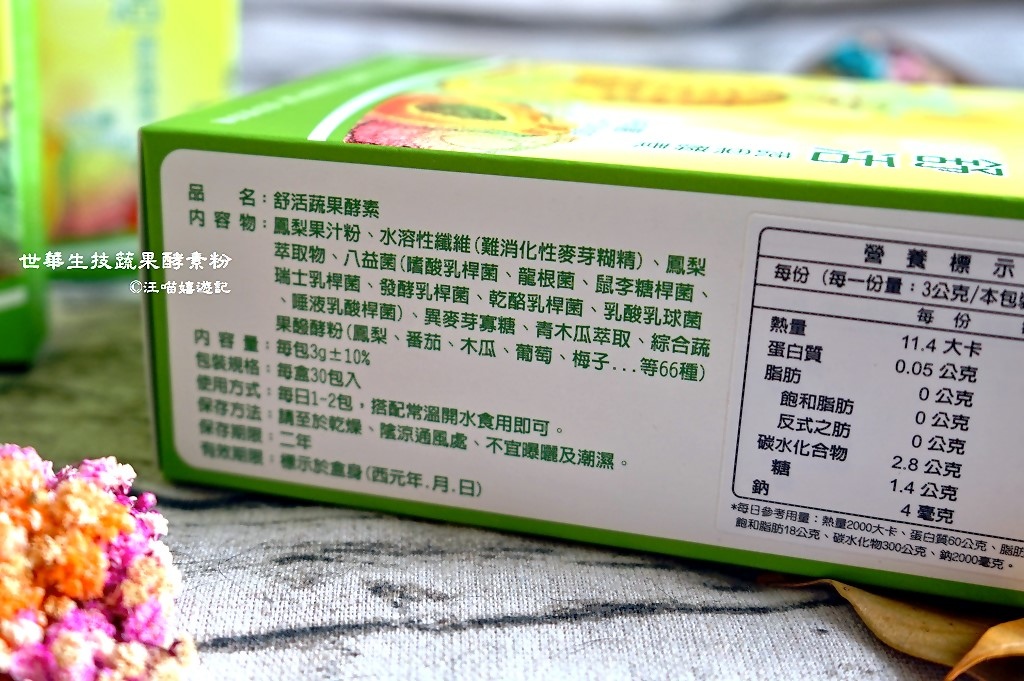 世華生技蔬果酵素粉
©汪喵嬉遊記
品 名：舒活蔬果酵素
內 容 物：鳳梨果汁粉、水溶性纖維(難消化性麥芽糊精)、鳳梨
萃取物、八益菌(嗜酸乳桿菌、龍根菌、鼠李糖桿菌、
瑞士乳桿菌、發酵乳桿菌、乾酪乳桿菌、乳酸乳球菌
、唾液乳酸桿菌)、異麥芽寡糖、青木瓜萃取、綜合蔬
果醱酵粉(鳳梨、番茄、木瓜、葡萄、梅子...等66種)
內 容 量：每包3g±10%
包裝規格：每盒30包入
使用方式：每日1~2包，搭配常溫開水食用即可。
保存方法：請至於乾燥、陰涼通風處、不宜曝曬及潮濕。
保存期限：二年
有效期限：標示於盒身(西元年.月.日)
營 養 標 示
每份（每一份量：3公克/本包裝
每 份
熱量 11.4 大卡
蛋白質 0.05 公克
脂肪 0 公克
飽和脂肪 0 公克
反式之肪 0 公克
碳水化合物 2.8 公克
糖 1.4 公克
鈉 4 毫克
*每日參考用量：熱量2000大卡、蛋白質60公克、脂肪
飽和脂肪18公克、碳水化物300公克、鈉2000毫克。